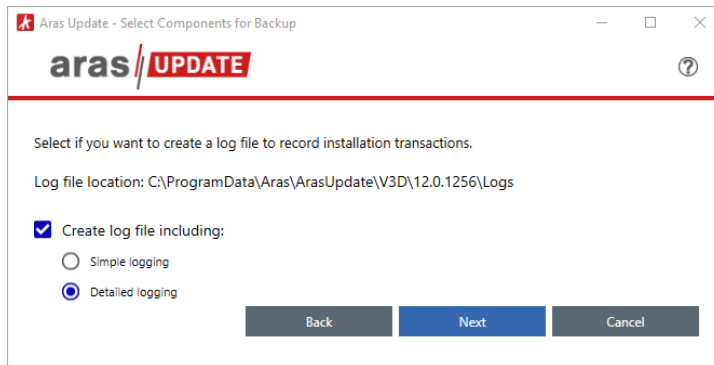 Aras Update - Select Components for Backup
aras UPDATE
?
Select if you want to create a log file to record installation transactions.
Log file location: C:\ProgramData\Aras\ArasUpdate\V3D\12.0.1256\Logs
Create log file including:
Simple logging
Detailed logging
Back Next Cancel